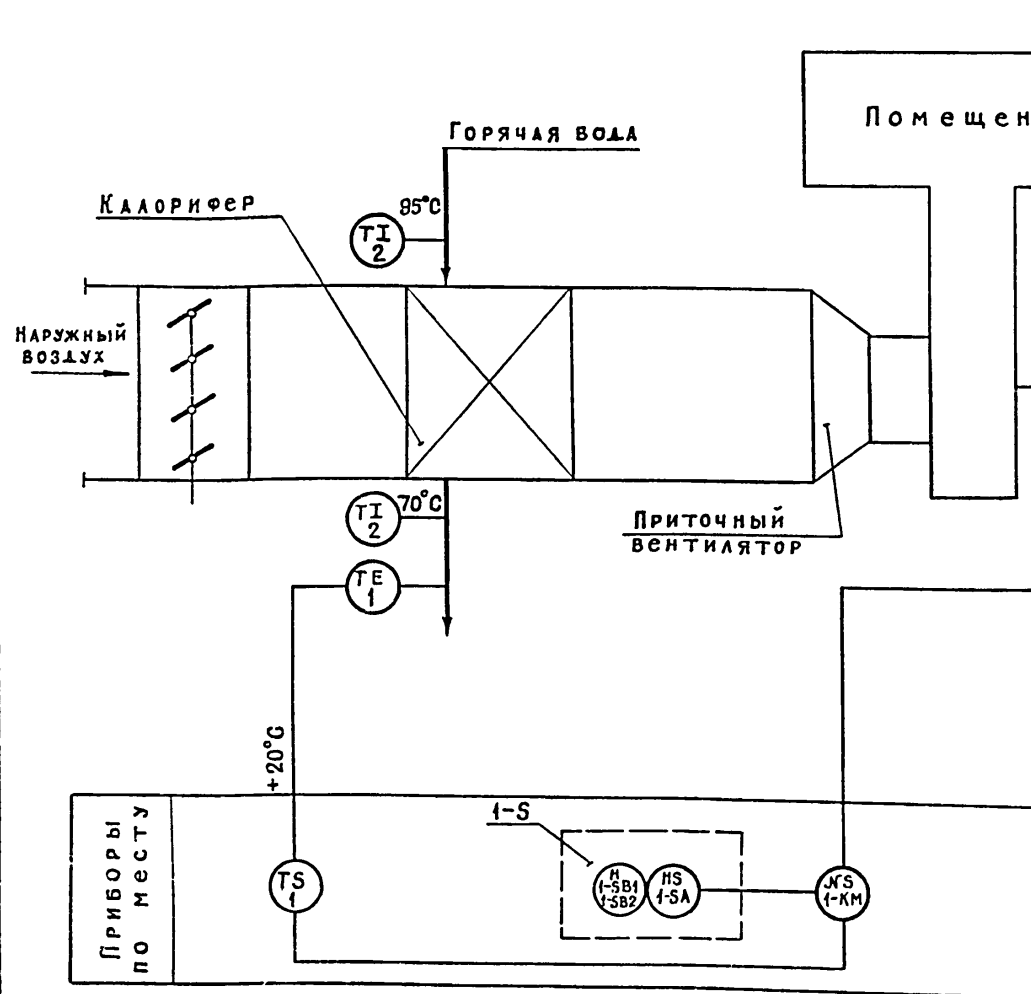 Помещен
Горячая вода
Калорифер
95°C
TI
2
Наружный
воздух
TI
2
70°C
Приточный
вентилятор
TE
1
+20°C
Приборы
по месту
1-S
TS
1
H
1-SB1
1-SB2
HS
1-SA
NS
1-KM